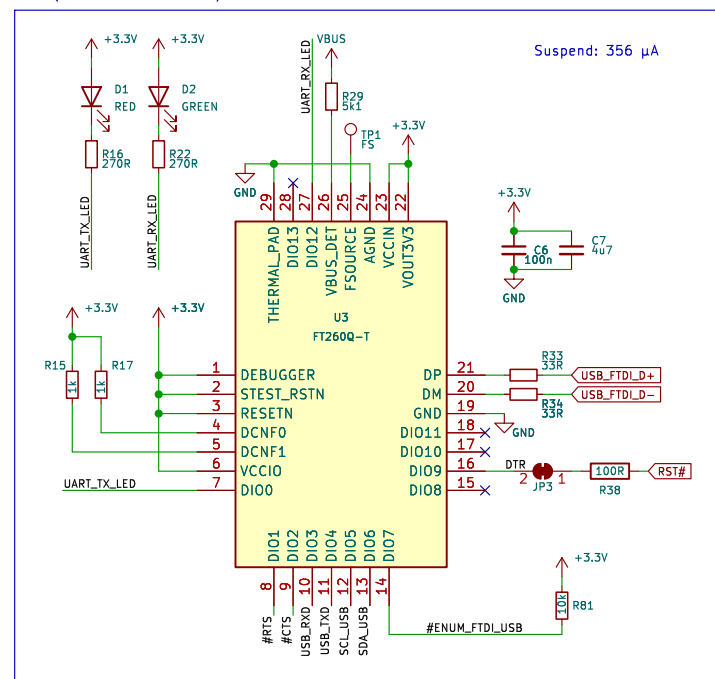 Suspend: 356 µA
+3.3V
+3.3V
VBUS
UART_RX_LED
D1
RED
D2
GREEN
R29
5k1
TP1
FS
+3.3V
R16
270R
R22
270R
GND
UART_TX_LED
UART_RX_LED
29
28
27
26
25
24
23
22
THERMAL_PAD
DIO13
DIO12
VBUS_DET
FSOURCE
AGND
VCCIN
VOUT3V3
+3.3V
C6
100n
C7
4u7
GND
U3
FT260Q-T
+3.3V
+3.3V
R15
1k
R17
1k
1 DEBUGGER
2 STEST_RSTN
3 RESETN
4 DCNF0
5 DCNF1
6 VCCIO
7 DIO0
UART_TX_LED
DP 21
DM 20
GND 19
DIO11 18
DIO10 17
DIO9 16
DIO8 15
R33
33R
USB_FTDI_D+
USB_FTDI_D-
R34
33R
GND
DTR
2
JP3
1
100R
R38
RST#
DIO1
DIO2
DIO3
DIO4
DIO5
DIO6
DIO7
8
9
10
11
12
13
14
#RTS
#CTS
USB_RXD
USB_TXD
SCL_USB
SDA_USB
#ENUM_FTDI_USB
+3.3V
10k
R81